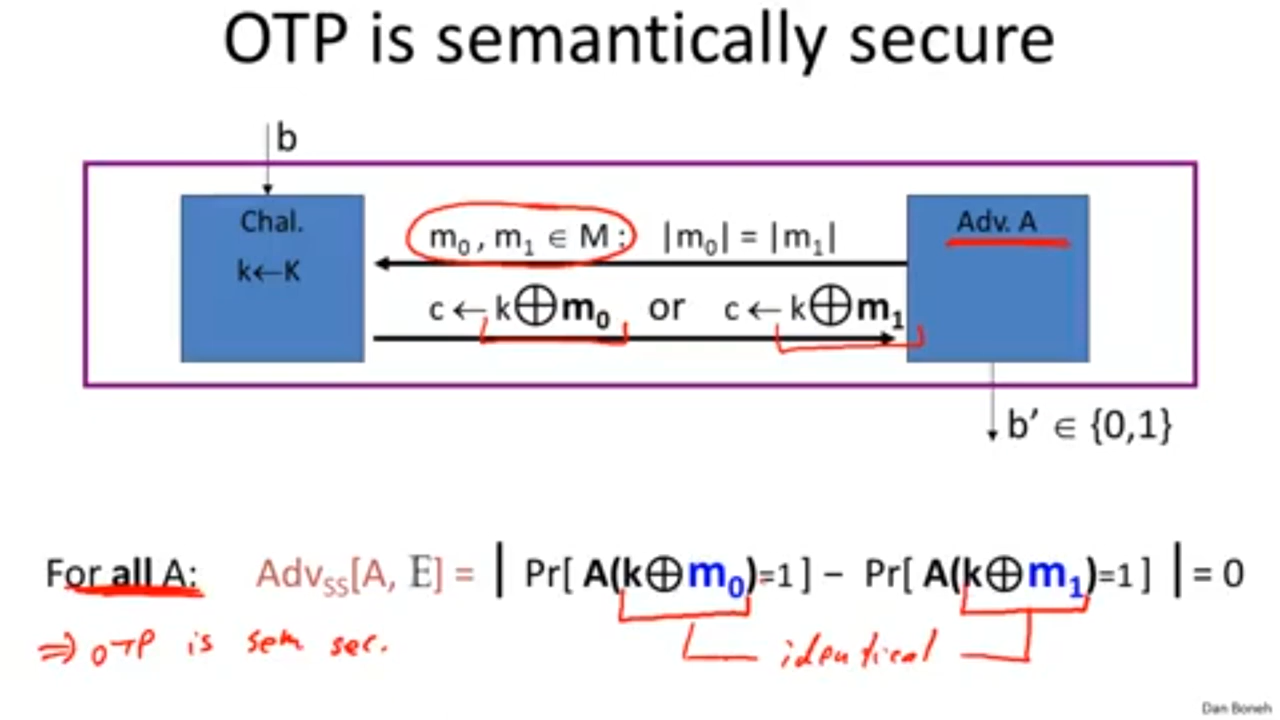 OTP is semantically secure
b
Chal.
Adv. A
k←K
m₀ , m₁ ∈ M : |m₀| = |m₁|
c ← k⊕m₀ or c ← k⊕m₁
b’ ∈ {0,1}
For all A: Adv_SS[A, 𝔼] = | Pr[ A(k⊕m₀)=1 ] − Pr[ A(k⊕m₁)=1 ] | = 0
⇒ OTP is sem sec.
identical
Dan Boneh